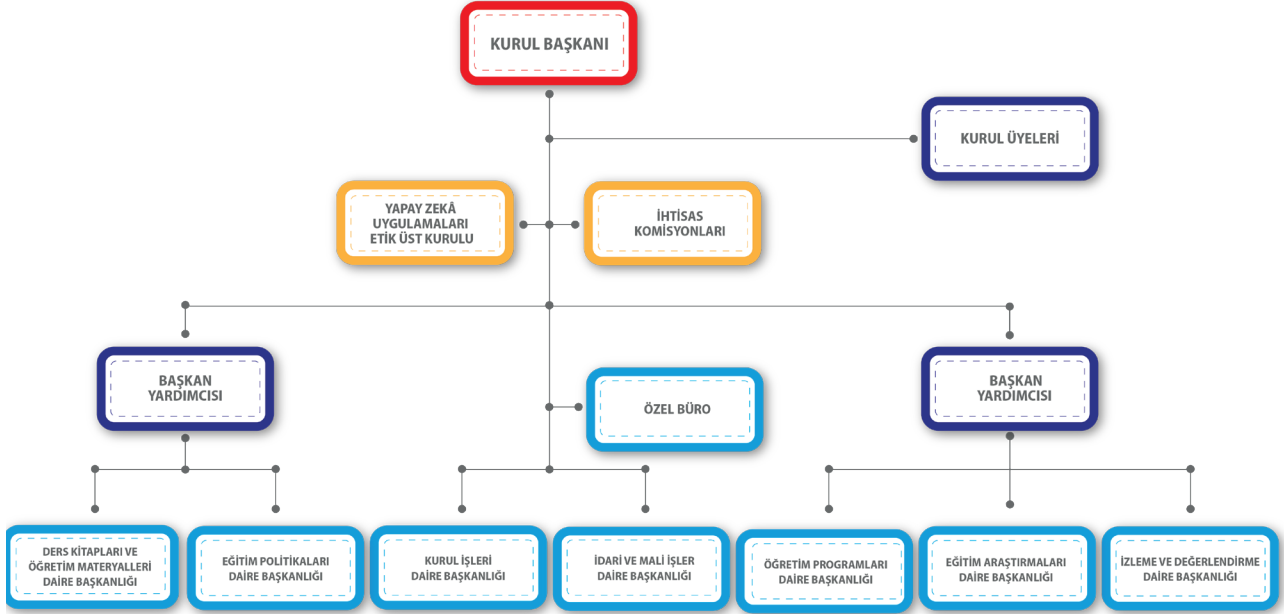 KURUL BAŞKANI
KURUL ÜYELERİ
YAPAY ZEKÂ
UYGULAMALARI
ETİK ÜST KURULU
İHTİSAS
KOMİSYONLARI
BAŞKAN
YARDIMCISI
ÖZEL BÜRO
BAŞKAN
YARDIMCISI
DERS KİTAPLARI VE
ÖĞRETİM MATERYALLERİ
DAİRE BAŞKANLIĞI
EĞİTİM POLİTİKALARI
DAİRE BAŞKANLIĞI
KURUL İŞLERİ
DAİRE BAŞKANLIĞI
İDARİ VE MALİ İŞLER
DAİRE BAŞKANLIĞI
ÖĞRETİM PROGRAMLARI
DAİRE BAŞKANLIĞI
EĞİTİM ARAŞTIRMALARI
DAİRE BAŞKANLIĞI
İZLEME VE DEĞERLENDİRME
DAİRE BAŞKANLIĞI